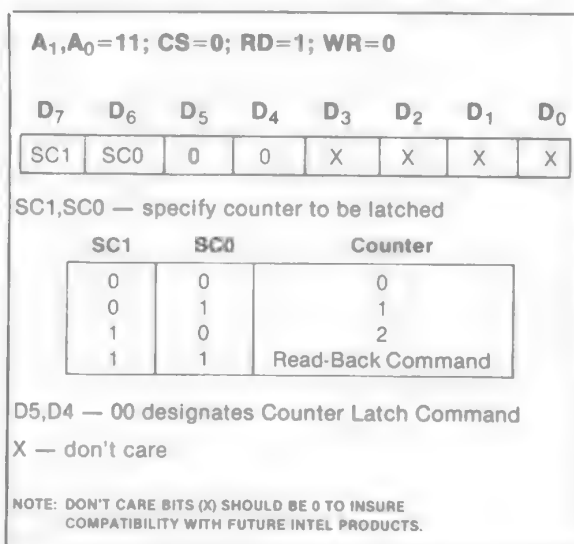 A₁,A₀=11; CS=0; RD=1; WR=0
D₇ D₆ D₅ D₄ D₃ D₂ D₁ D₀
SC1 SC0 0 0 X X X X
SC1,SC0 — specify counter to be latched
SC1 SC0 Counter
0 0 0
0 1 1
1 0 2
1 1 Read-Back Command
D5,D4 — 00 designates Counter Latch Command
X — don't care
NOTE: DON'T CARE BITS (X) SHOULD BE 0 TO INSURE
COMPATIBILITY WITH FUTURE INTEL PRODUCTS.